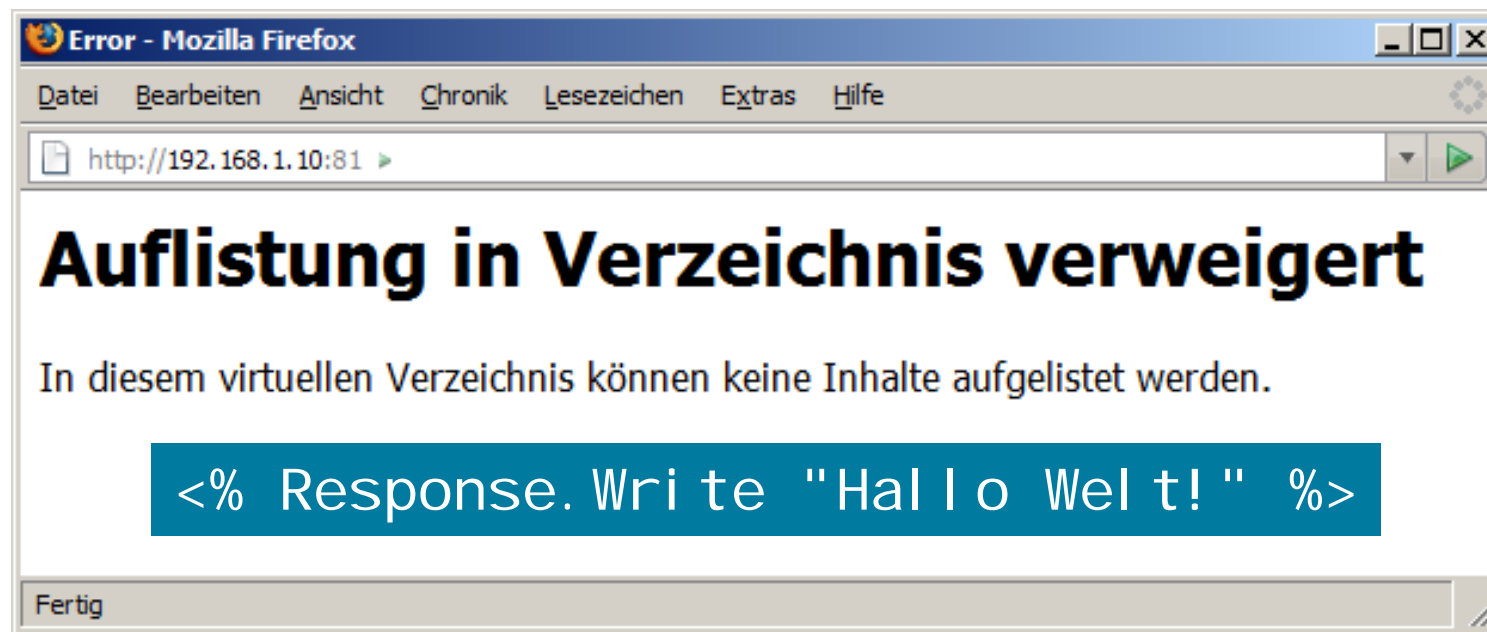 Error - Mozilla Firefox
Datei Bearbeiten Ansicht Chronik Lesezeichen Extras Hilfe
http://192.168.1.10:81
Auflistung in Verzeichnis verweigert
In diesem virtuellen Verzeichnis können keine Inhalte aufgelistet werden.
<% Response.Write "Hallo Welt!" %>
Fertig